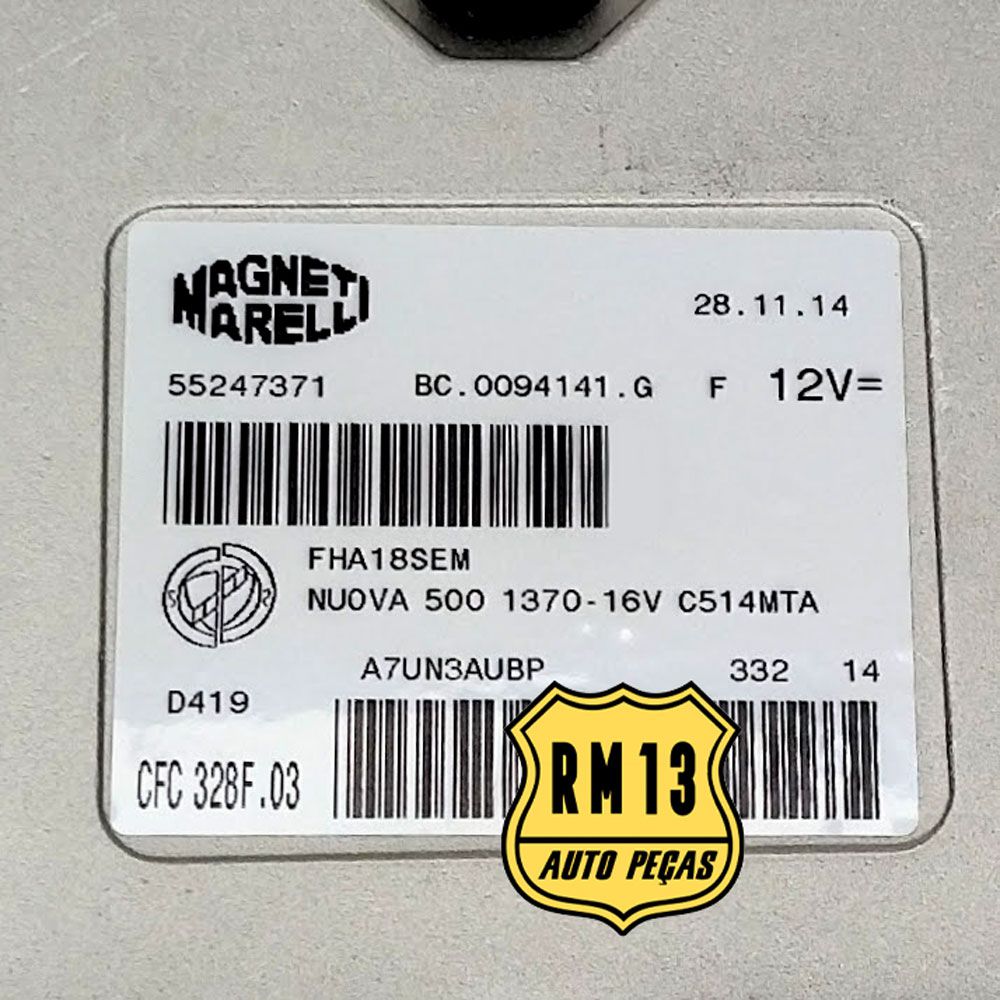 MAGNETI
MARELLI
28.11.14
55247371 BC.0094141.G F 12V=
FHA18SEM
NUOVA 500 1370-16V C514MTA
A7UN3AUBP 332 14
D419
CFC 328F.03
RM 13
AUTO PEÇAS